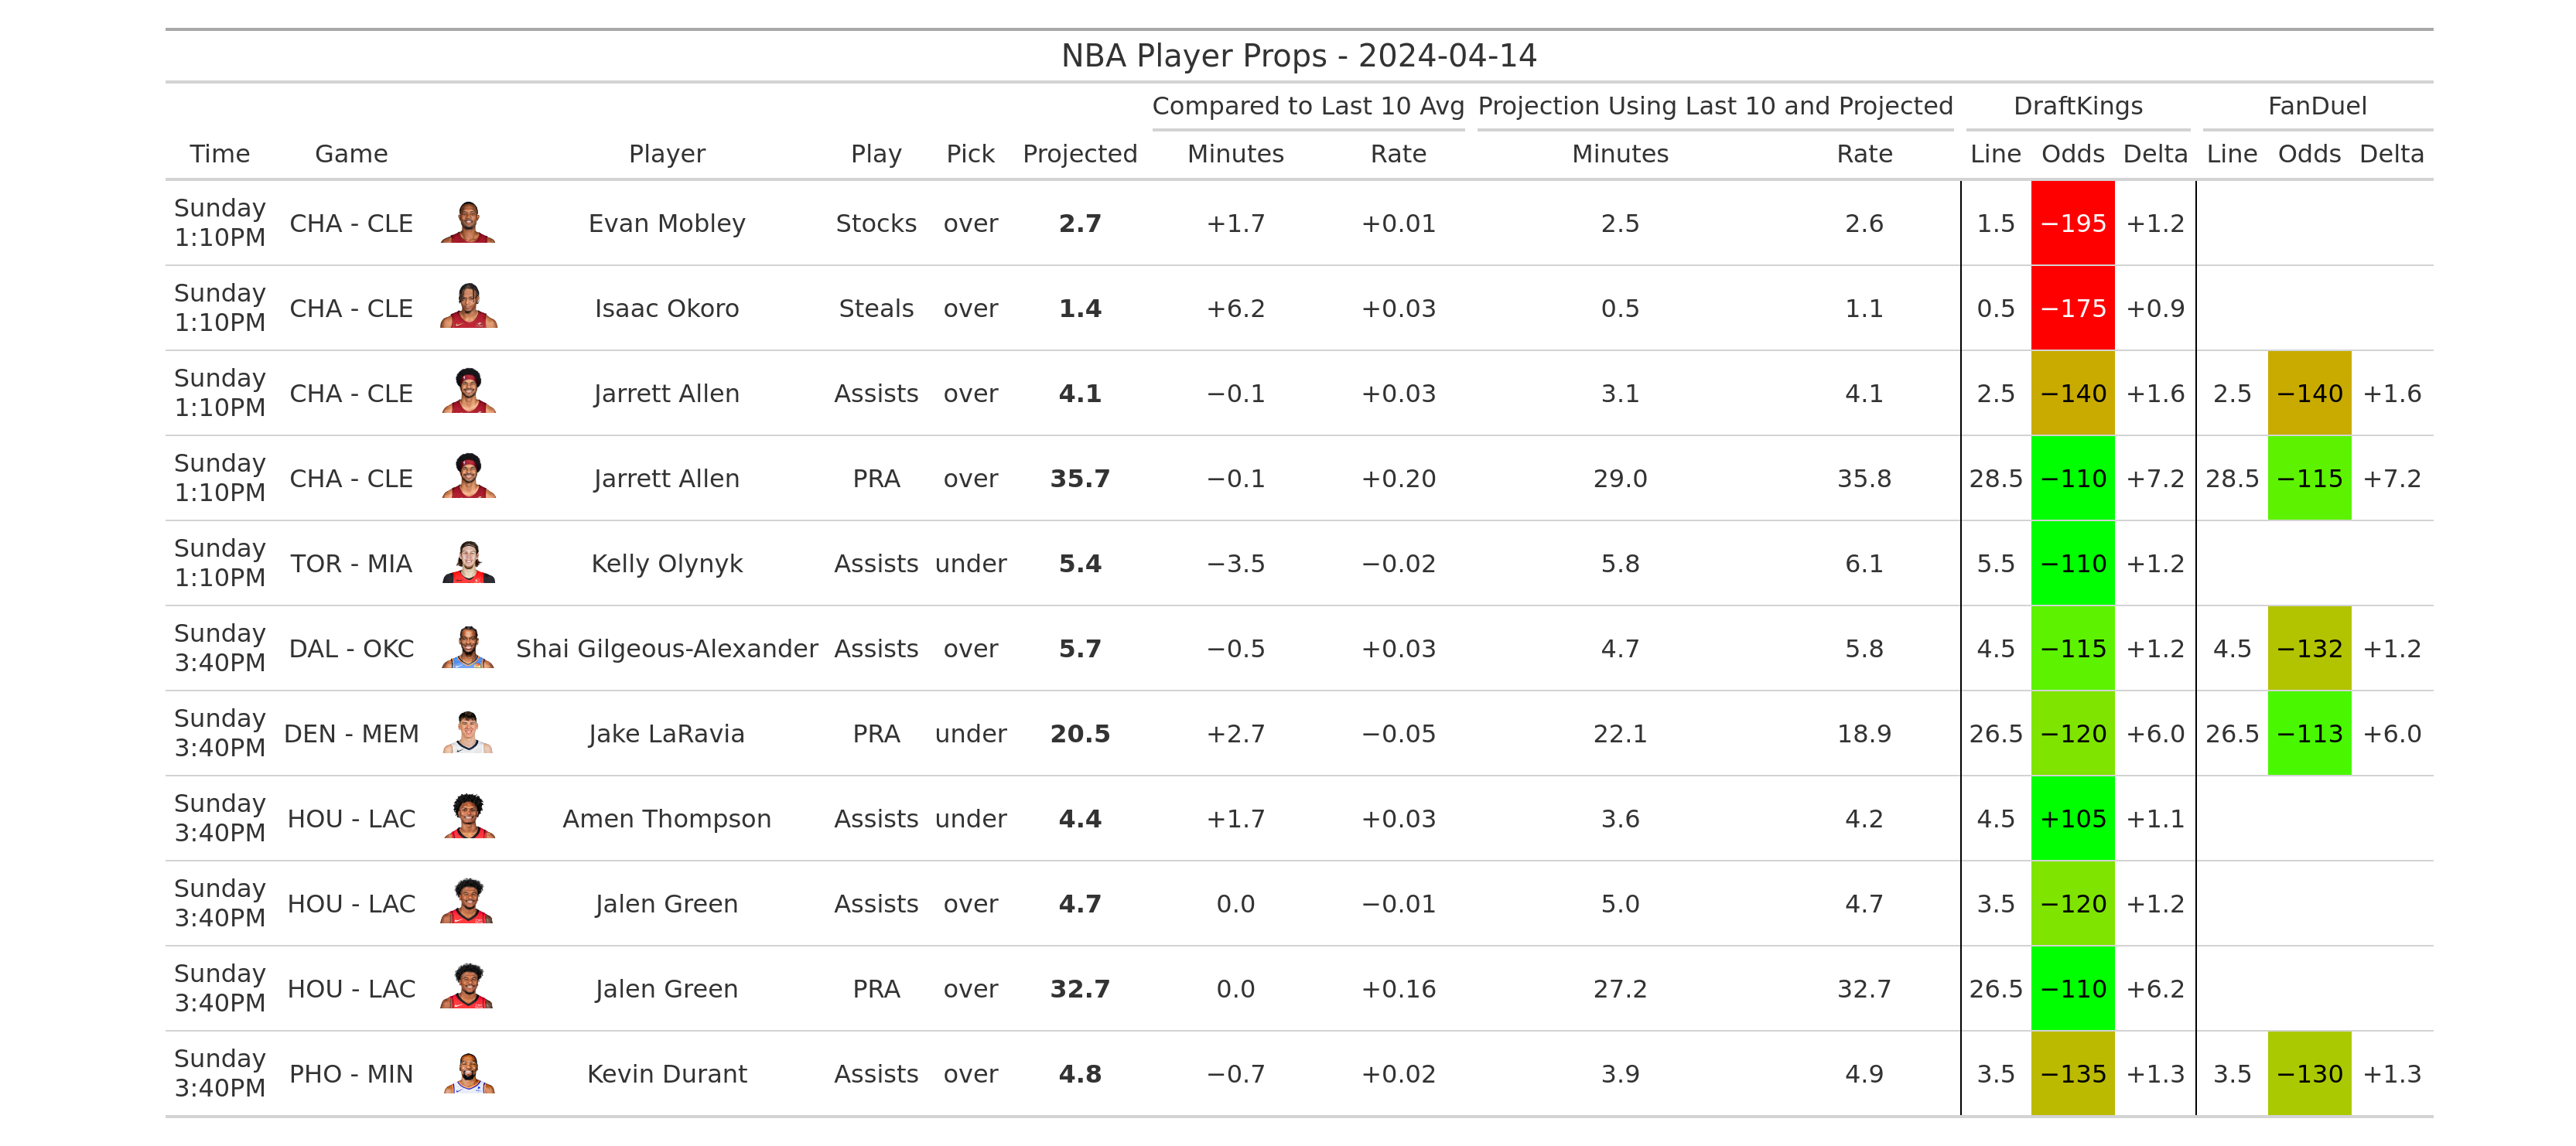 NBA Player Props - 2024-04-14
Compared to Last 10 Avg Projection Using Last 10 and Projected DraftKings FanDuel
Time Game Player Play Pick Projected Minutes Rate Minutes Rate Line Odds Delta Line Odds Delta
Sunday
1:10PM CHA - CLE Evan Mobley Stocks over 2.7 +1.7 +0.01 2.5 2.6 1.5 −195 +1.2
Sunday
1:10PM CHA - CLE Isaac Okoro Steals over 1.4 +6.2 +0.03 0.5 1.1 0.5 −175 +0.9
Sunday
1:10PM CHA - CLE Jarrett Allen Assists over 4.1 −0.1 +0.03 3.1 4.1 2.5 −140 +1.6 2.5 −140 +1.6
Sunday
1:10PM CHA - CLE Jarrett Allen PRA over 35.7 −0.1 +0.20 29.0 35.8 28.5 −110 +7.2 28.5 −115 +7.2
Sunday
1:10PM TOR - MIA Kelly Olynyk Assists under 5.4 −3.5 −0.02 5.8 6.1 5.5 −110 +1.2
Sunday
3:40PM DAL - OKC Shai Gilgeous-Alexander Assists over 5.7 −0.5 +0.03 4.7 5.8 4.5 −115 +1.2 4.5 −132 +1.2
Sunday
3:40PM DEN - MEM Jake LaRavia PRA under 20.5 +2.7 −0.05 22.1 18.9 26.5 −120 +6.0 26.5 −113 +6.0
Sunday
3:40PM HOU - LAC Amen Thompson Assists under 4.4 +1.7 +0.03 3.6 4.2 4.5 +105 +1.1
Sunday
3:40PM HOU - LAC Jalen Green Assists over 4.7 0.0 −0.01 5.0 4.7 3.5 −120 +1.2
Sunday
3:40PM HOU - LAC Jalen Green PRA over 32.7 0.0 +0.16 27.2 32.7 26.5 −110 +6.2
Sunday
3:40PM PHO - MIN Kevin Durant Assists over 4.8 −0.7 +0.02 3.9 4.9 3.5 −135 +1.3 3.5 −130 +1.3